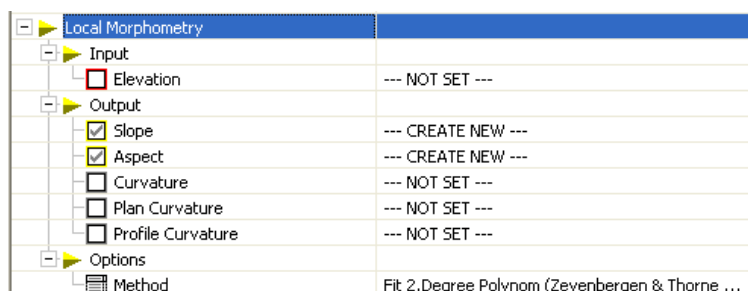 Local Morphometry
Input
Elevation --- NOT SET ---
Output
Slope --- CREATE NEW ---
Aspect --- CREATE NEW ---
Curvature --- NOT SET ---
Plan Curvature --- NOT SET ---
Profile Curvature --- NOT SET ---
Options
Method Fit 2.Degree Polynom (Zevenbergen & Thorne ...